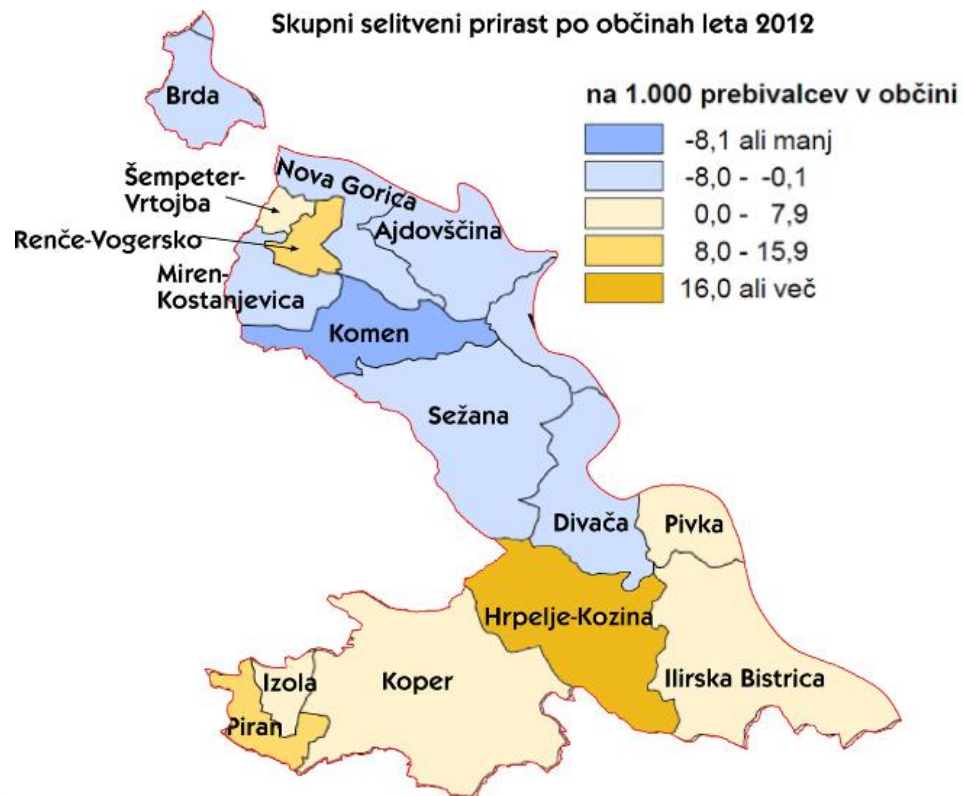 Skupni selitveni prirast po občinah leta 2012
na 1.000 prebivalcev v občini
-8,1 ali manj
-8,0 - -0,1
0,0 - 7,9
8,0 - 15,9
16,0 ali več
Brda
Šempeter-
Vrtojba
Nova Gorica
Ajdovščina
Renče-Vogersko
Miren-
Kostanjevica
Komen
Sežana
Divača
Pivka
Hrpelje-Kozina
Ilirska Bistrica
Koper
Izola
Piran